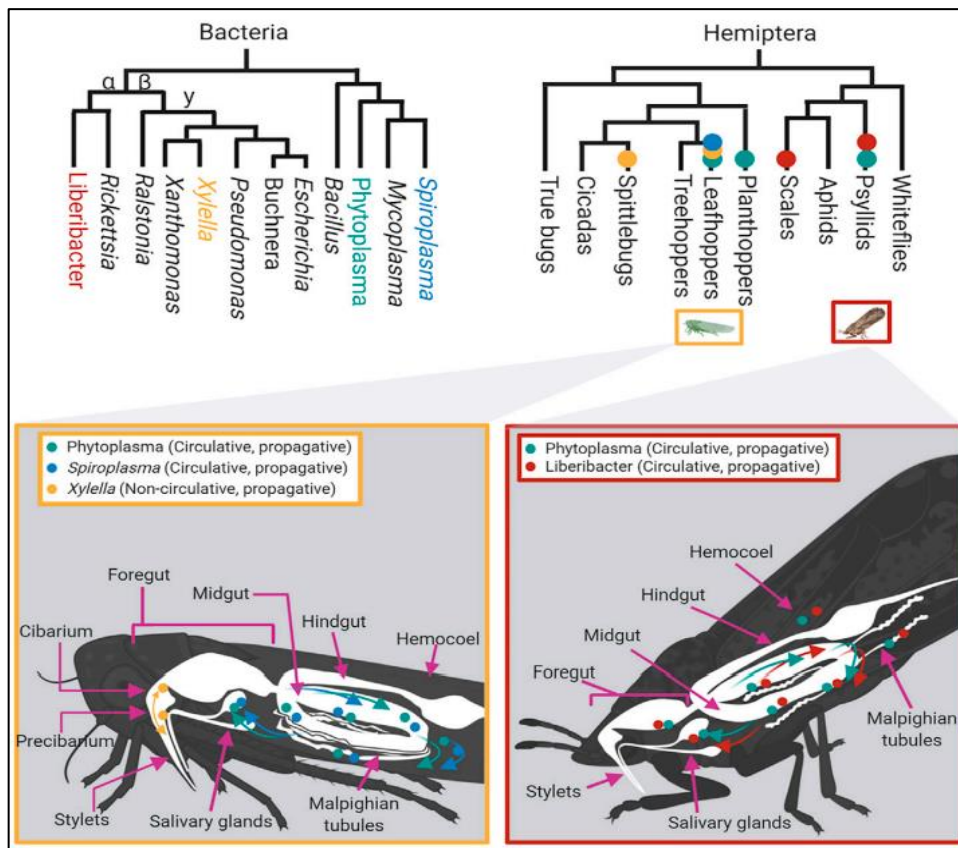 Bacteria
α
β
y
Liberibacter
Rickettsia
Ralstonia
Xanthomonas
Xylella
Pseudomonas
Buchnera
Escherichia
Bacillus
Phytoplasma
Mycoplasma
Spiroplasma
Hemiptera
True bugs
Cicadas
Spittlebugs
Treehoppers
Leafhoppers
Planthoppers
Scales
Aphids
Psyllids
Whiteflies
Phytoplasma (Circulative, propagative)
Spiroplasma (Circulative, propagative)
Xylella (Non-circulative, propagative)
Foregut
Midgut
Hindgut
Hemocoel
Cibarium
Precibarium
Stylets
Salivary glands
Malpighian
tubules
Phytoplasma (Circulative, propagative)
Liberibacter (Circulative, propagative)
Hemocoel
Hindgut
Midgut
Foregut
Malpighian
tubules
Stylets
Salivary glands